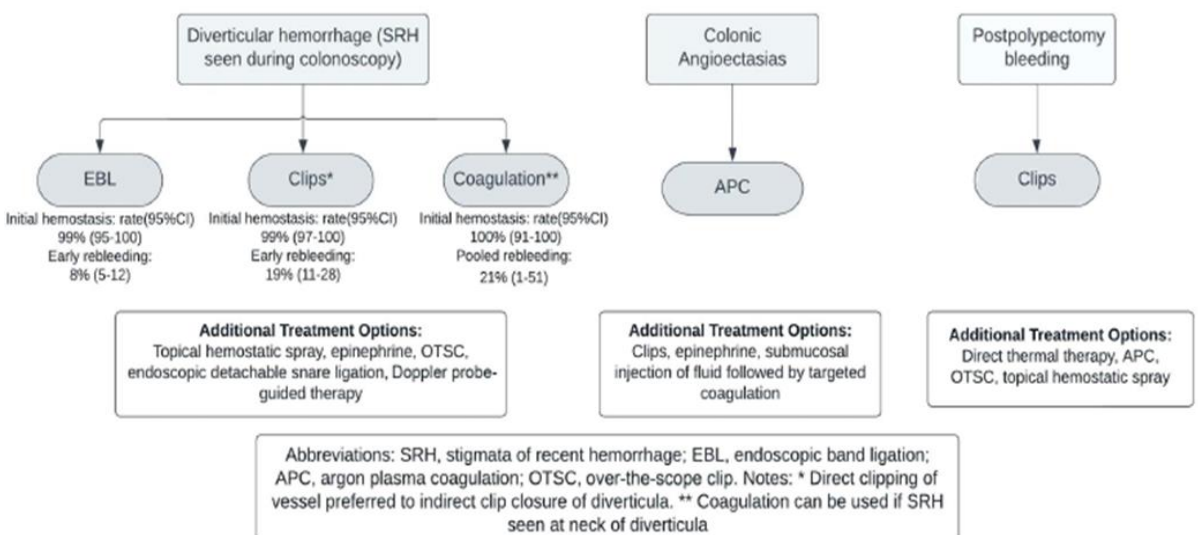 Diverticular hemorrhage (SRH
seen during colonoscopy)
Colonic
Angioectasias
Postpolypectomy
bleeding
EBL
Clips*
Coagulation**
APC
Clips
Initial hemostasis: rate(95%CI)
99% (95-100)
Early rebleeding:
8% (5-12)
Initial hemostasis: rate(95%CI)
99% (97-100)
Early rebleeding:
19% (11-28)
Initial hemostasis: rate(95%CI)
100% (91-100)
Pooled rebleeding:
21% (1-51)
Additional Treatment Options:
Topical hemostatic spray, epinephrine, OTSC,
endoscopic detachable snare ligation, Doppler probe-
guided therapy
Additional Treatment Options:
Clips, epinephrine, submucosal
injection of fluid followed by targeted
coagulation
Additional Treatment Options:
Direct thermal therapy, APC,
OTSC, topical hemostatic spray
Abbreviations: SRH, stigmata of recent hemorrhage; EBL, endoscopic band ligation;
APC, argon plasma coagulation; OTSC, over-the-scope clip. Notes: * Direct clipping of
vessel preferred to indirect clip closure of diverticula. ** Coagulation can be used if SRH
seen at neck of diverticula